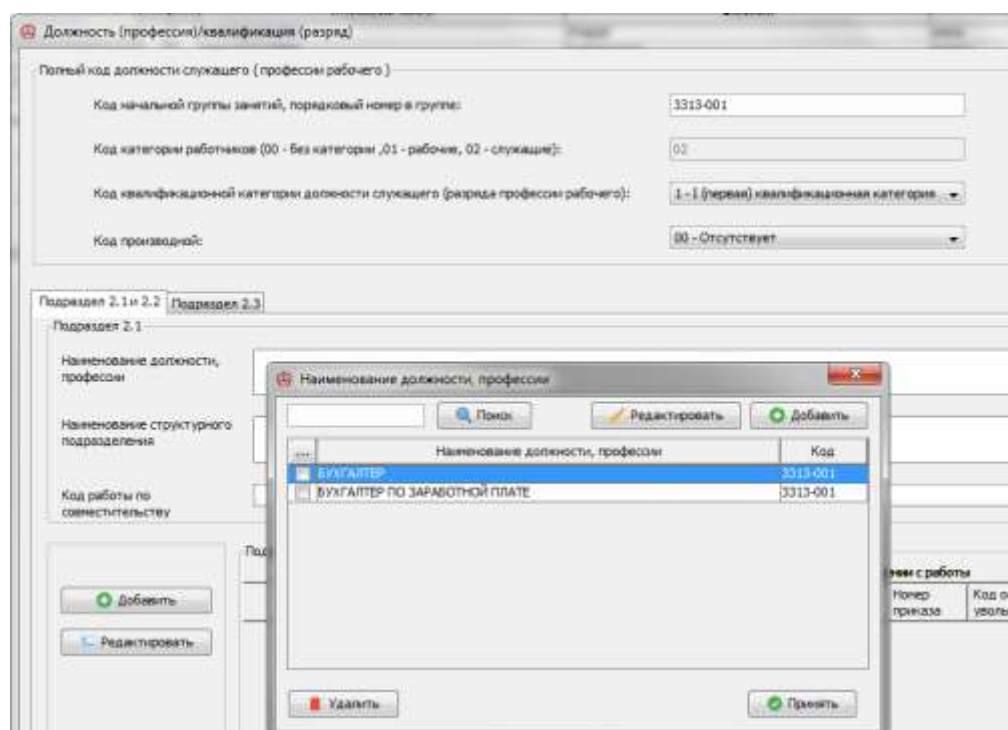 Должность (профессия)/квалификация (разряд)
Полный код должности служащего ( профессии рабочего )
Код начальной группы занятий, порядковый номер в группе:
3313-001
Код категории работников (00 - без категории ,01 - рабочие, 02 - служащие):
02
Код квалификационной категории должности служащего (разряда профессии рабочего):
1 - I (первая) квалификационная категория
Код производной:
00 - Отсутствует
Подраздел 2.1 и 2.2
Подраздел 2.3
Подраздел 2.1
Наименование должности,
профессии
Наименование структурного
подразделения
Код работы по
совместительству
Наименование должности, профессии
Поиск
Редактировать
Добавить
...
Наименование должности, профессии
Код
БУХГАЛТЕР
3313-001
БУХГАЛТЕР ПО ЗАРАБОТНОЙ ПЛАТЕ
3313-001
Удалить
Принять
Добавить
Редактировать
с работы
Номер
приказа
Код